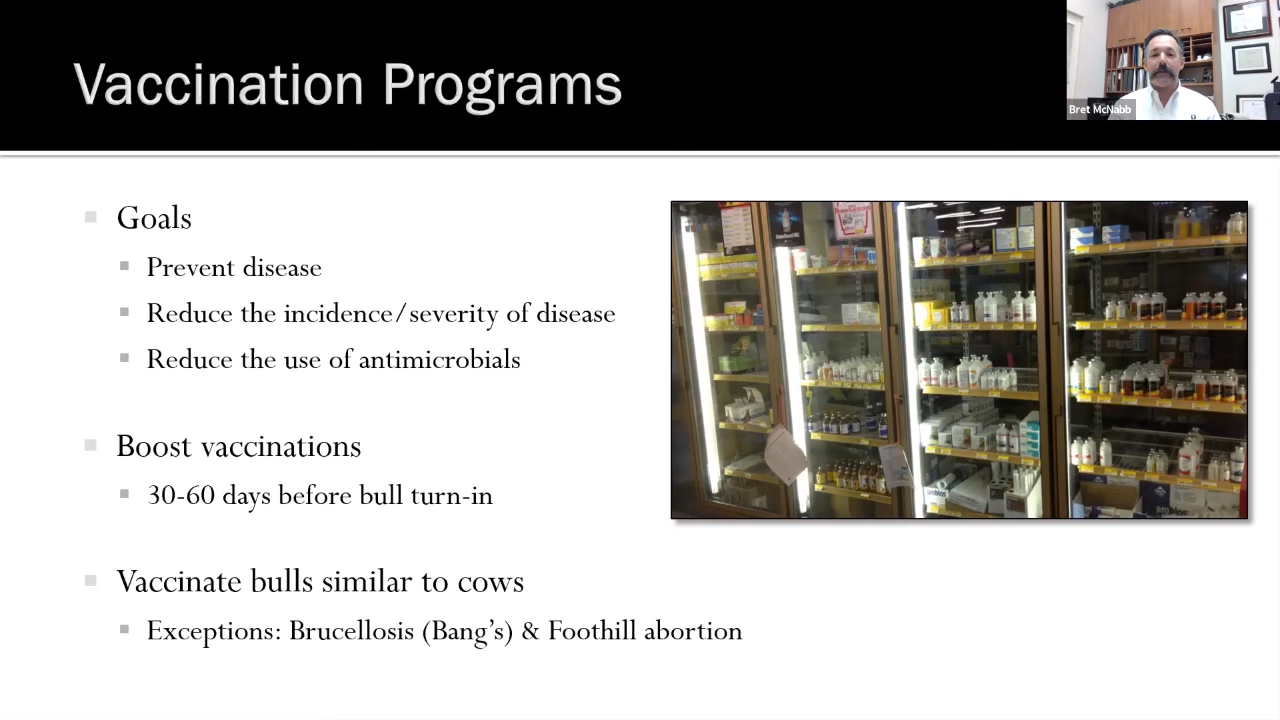 Vaccination Programs
Bret McNabb
Goals
Prevent disease
Reduce the incidence/severity of disease
Reduce the use of antimicrobials
Boost vaccinations
30-60 days before bull turn-in
Vaccinate bulls similar to cows
Exceptions: Brucellosis (Bang's) & Foothill abortion